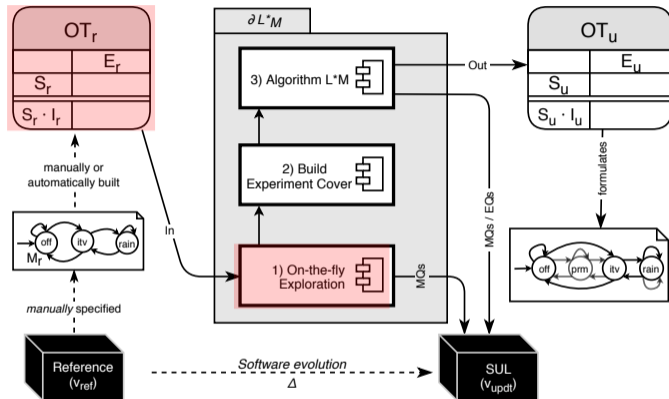 OTᵣ
Eᵣ
Sᵣ
Sᵣ · Iᵣ
manually or
automatically built
off
itv
rain
Mᵣ
manually specified
Reference
(v_ref)
In
∂L*M
3) Algorithm L*M
2) Build
Experiment Cover
1) On-the-fly
Exploration
Out
MQs / EQs
MQs
Software evolution
Δ
OTᵤ
Eᵤ
Sᵤ
Sᵤ · Iᵤ
formulates
off
prm
itv
rain
SUL
(v_updt)